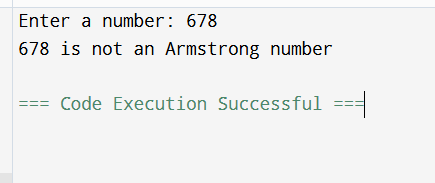 Enter a number: 678
678 is not an Armstrong number
=== Code Execution Successful ===